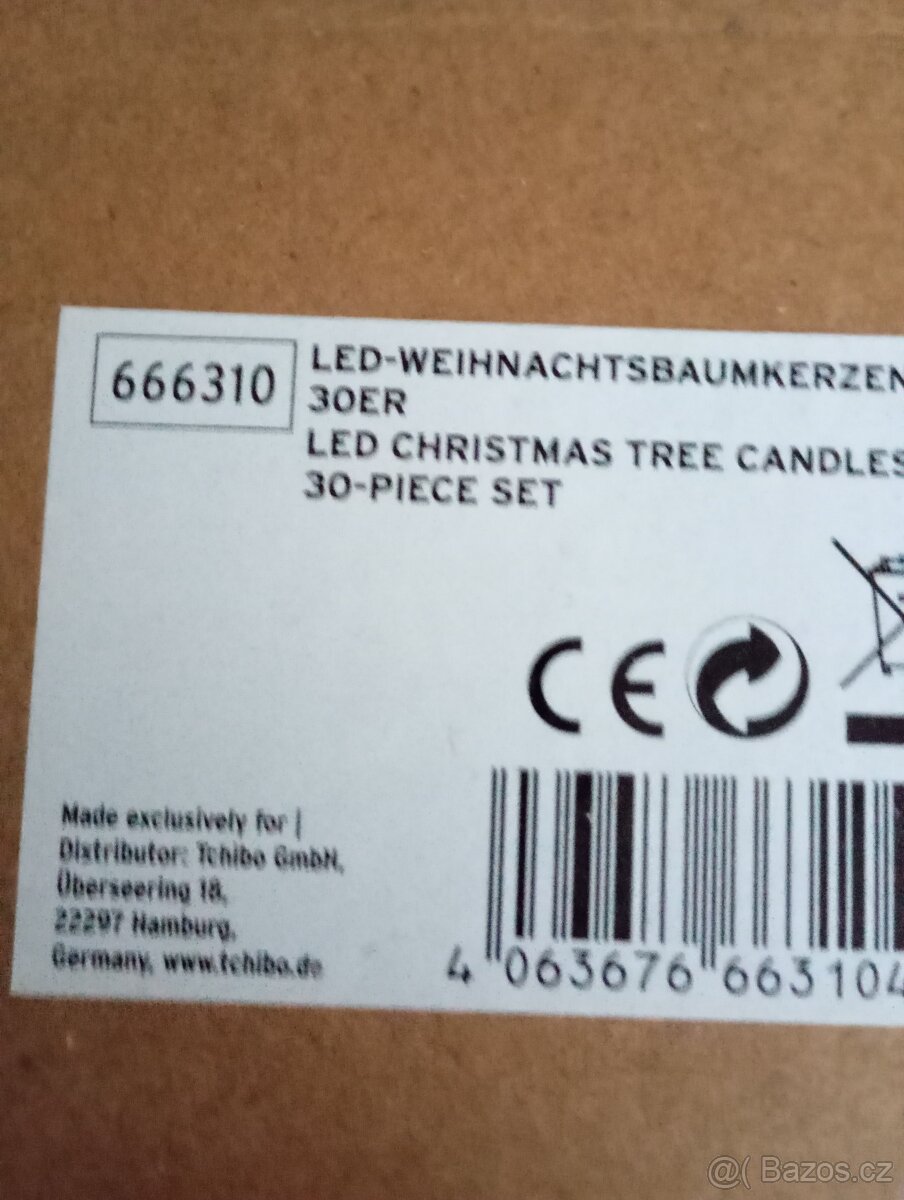 666310
LED-WEIHNACHTSBAUMKERZEN
30ER
LED CHRISTMAS TREE CANDLES
30-PIECE SET
CE
Made exclusively for |
Distributor: Tchibo GmbH,
Überseering 18,
22297 Hamburg,
Germany, www.tchibo.de
4 063676 663104
@( Bazos.cz